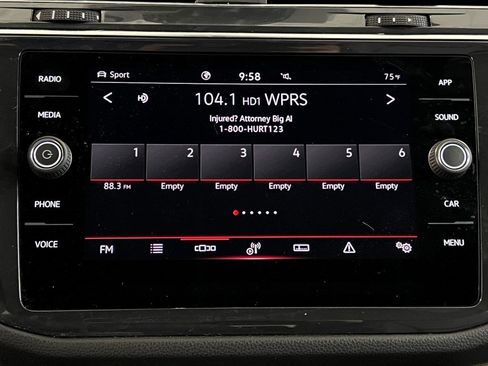 RADIO
MEDIA
PHONE
VOICE
Sport 9:58 75°F
104.1 HD1 WPRS
Injured? Attorney Big Al
1-800-HURT123
1 2 3 4 5 6
88.3 FM Empty Empty Empty Empty Empty
FM
APP
SOUND
CAR
MENU